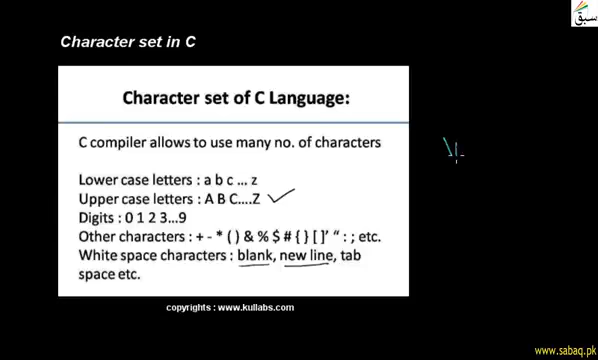 سبق
Character set in C
Character set of C Language:
C compiler allows to use many no. of characters
Lower case letters : a b c ... z
Upper case letters : A B C....Z
Digits : 0 1 2 3...9
Other characters : + - * ( ) & % $ # { } [ ]' " : ; etc.
White space characters : blank, new line, tab
space etc.
copyrights : www.kullabs.com
www.sabaq.pk